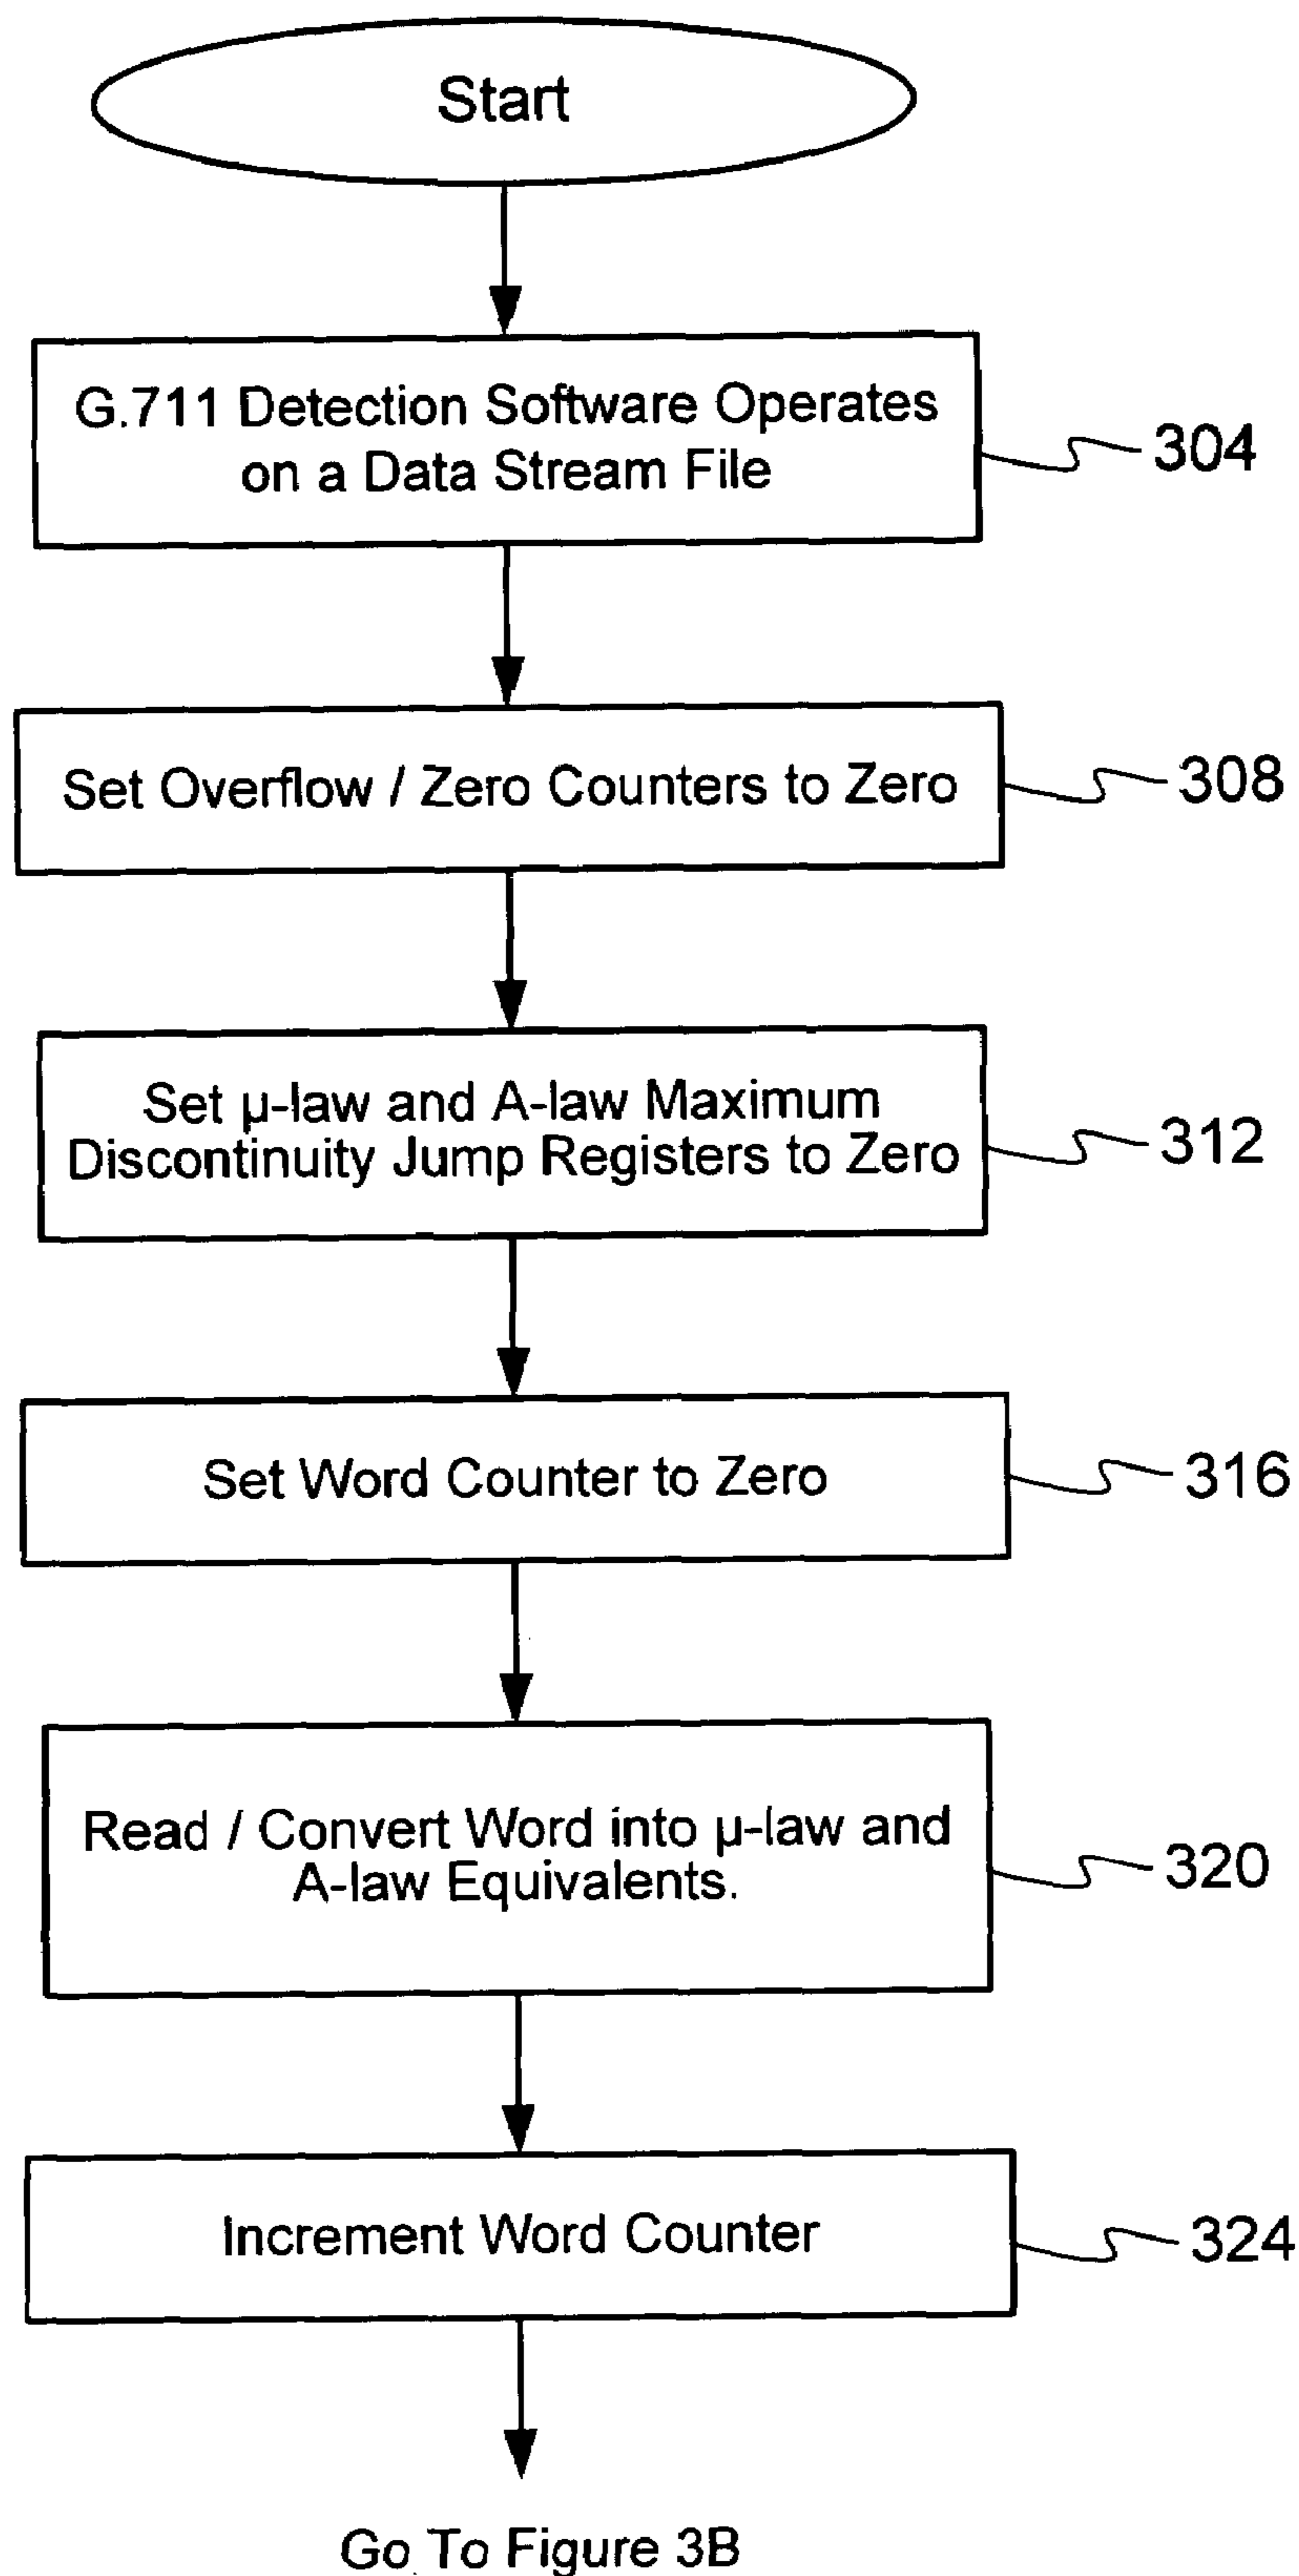 Start
G.711 Detection Software Operates
on a Data Stream File
304
Set Overflow / Zero Counters to Zero
308
Set µ-law and A-law Maximum
Discontinuity Jump Registers to Zero
312
Set Word Counter to Zero
316
Read / Convert Word into µ-law and
A-law Equivalents.
320
Increment Word Counter
324
Go To Figure 3B